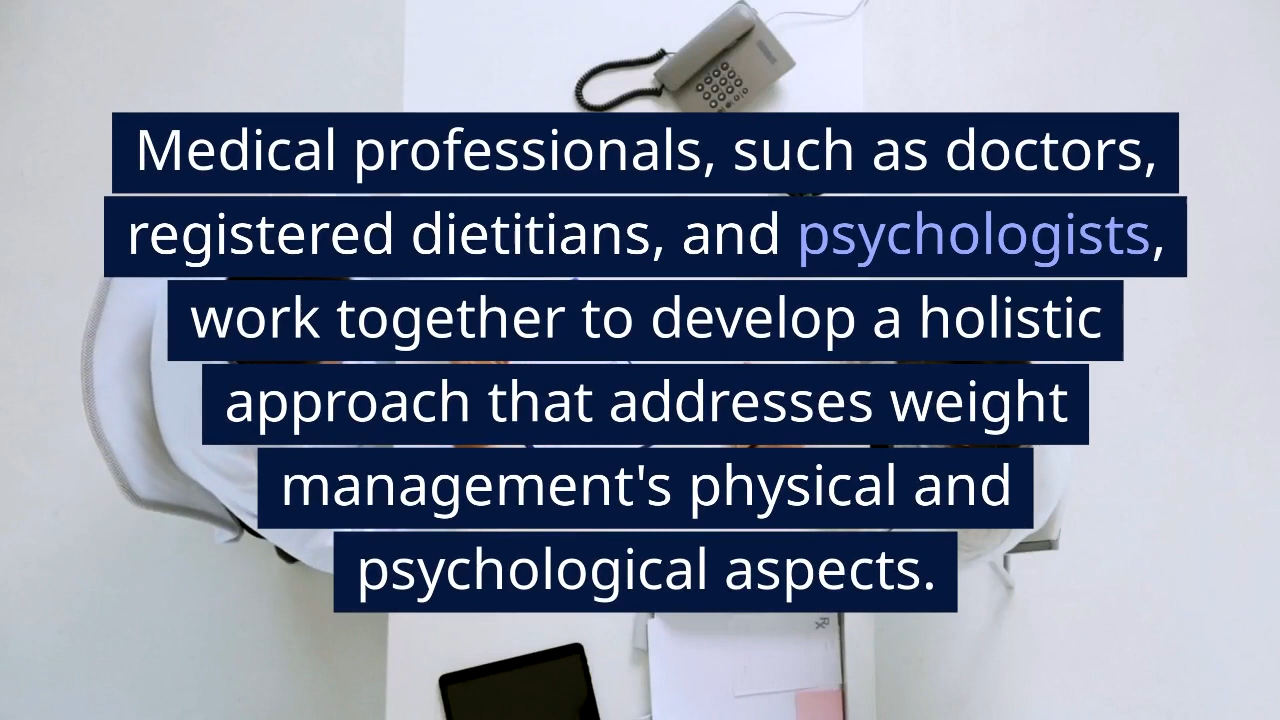 Medical professionals, such as doctors,
registered dietitians, and psychologists,
work together to develop a holistic
approach that addresses weight
management's physical and
psychological aspects.
Rx